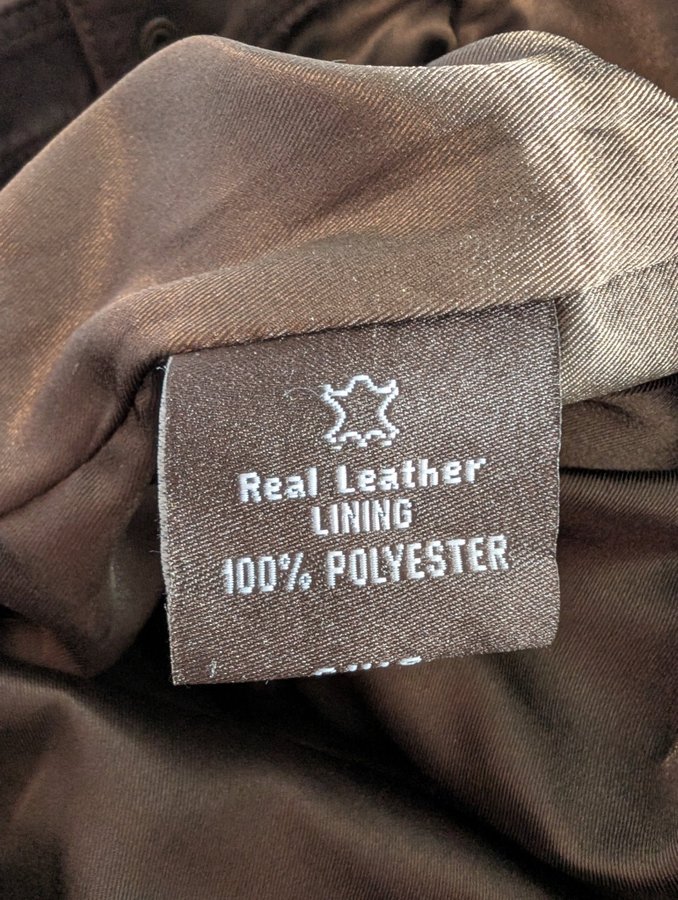 Real Leather
LINING
100% POLYESTER